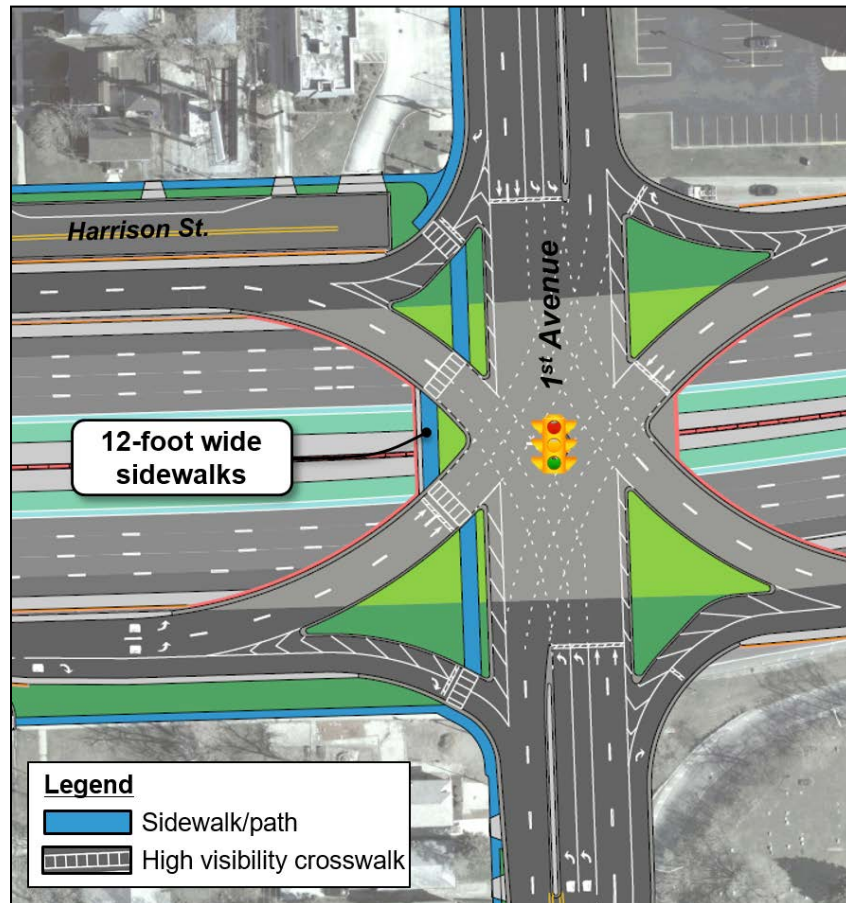 Harrison St.
1st Avenue
12-foot wide
sidewalks
Legend
Sidewalk/path
High visibility crosswalk